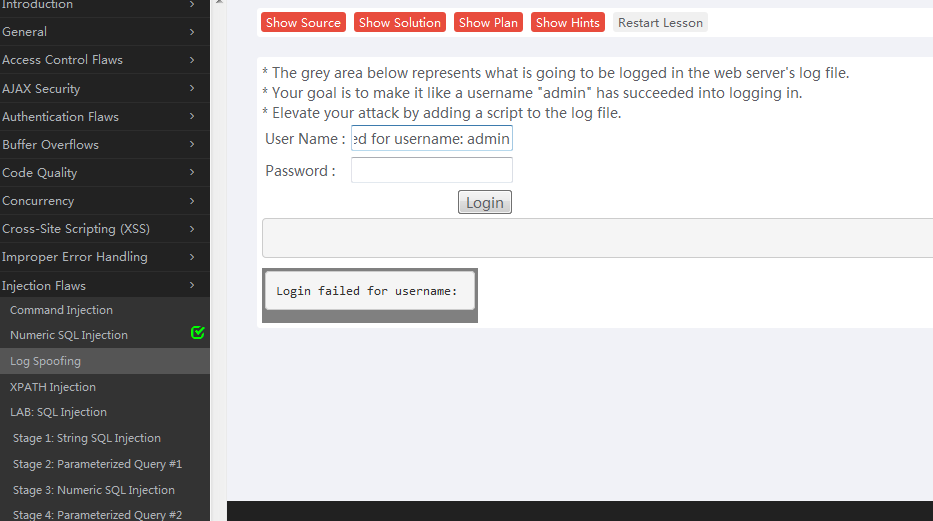 Introduction
General
Access Control Flaws
AJAX Security
Authentication Flaws
Buffer Overflows
Code Quality
Concurrency
Cross-Site Scripting (XSS)
Improper Error Handling
Injection Flaws
Command Injection
Numeric SQL Injection
Log Spoofing
XPATH Injection
LAB: SQL Injection
Stage 1: String SQL Injection
Stage 2: Parameterized Query #1
Stage 3: Numeric SQL Injection
Stage 4: Parameterized Query #2
Show Source Show Solution Show Plan Show Hints Restart Lesson
* The grey area below represents what is going to be logged in the web server's log file.
* Your goal is to make it like a username "admin" has succeeded into logging in.
* Elevate your attack by adding a script to the log file.
User Name : ed for username: admin
Password :
Login
Login failed for username: